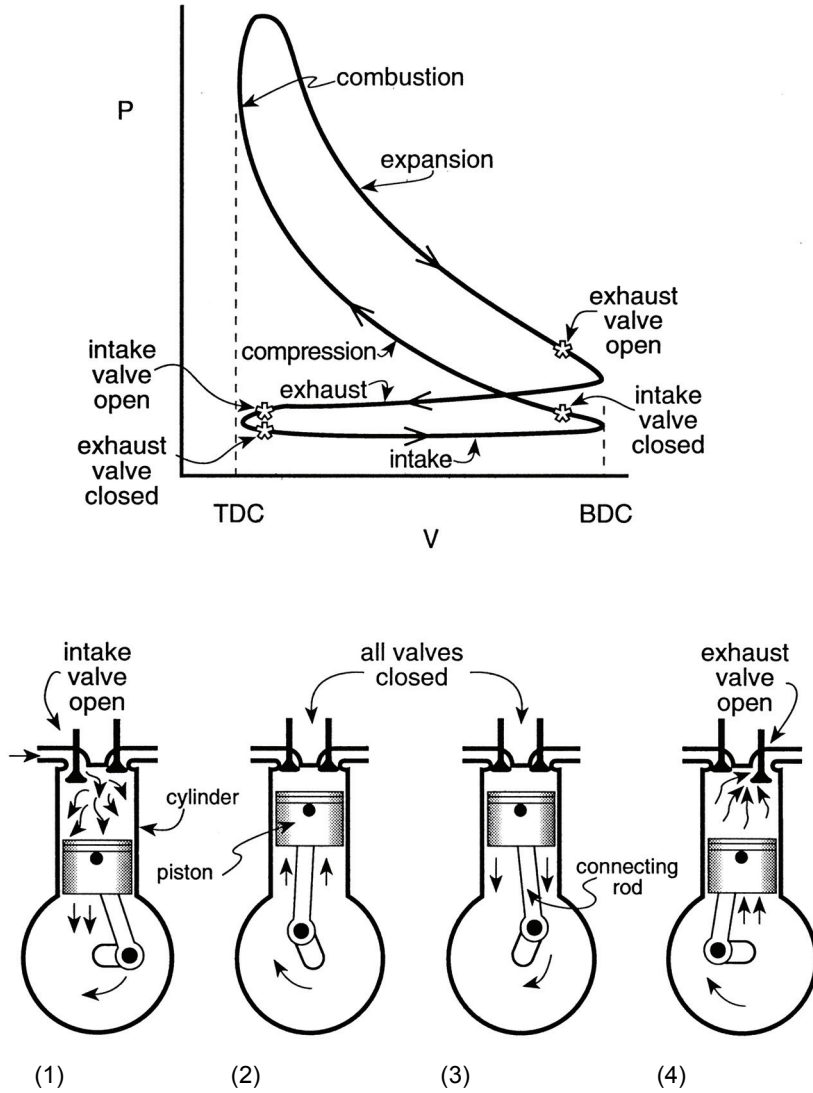 P
combustion
expansion
exhaust
valve
open
intake
valve
open
compression
exhaust
intake
valve
closed
exhaust
valve
closed
intake
TDC
BDC
V
intake
valve
open
all valves
closed
exhaust
valve
open
cylinder
piston
connecting
rod
(1)
(2)
(3)
(4)